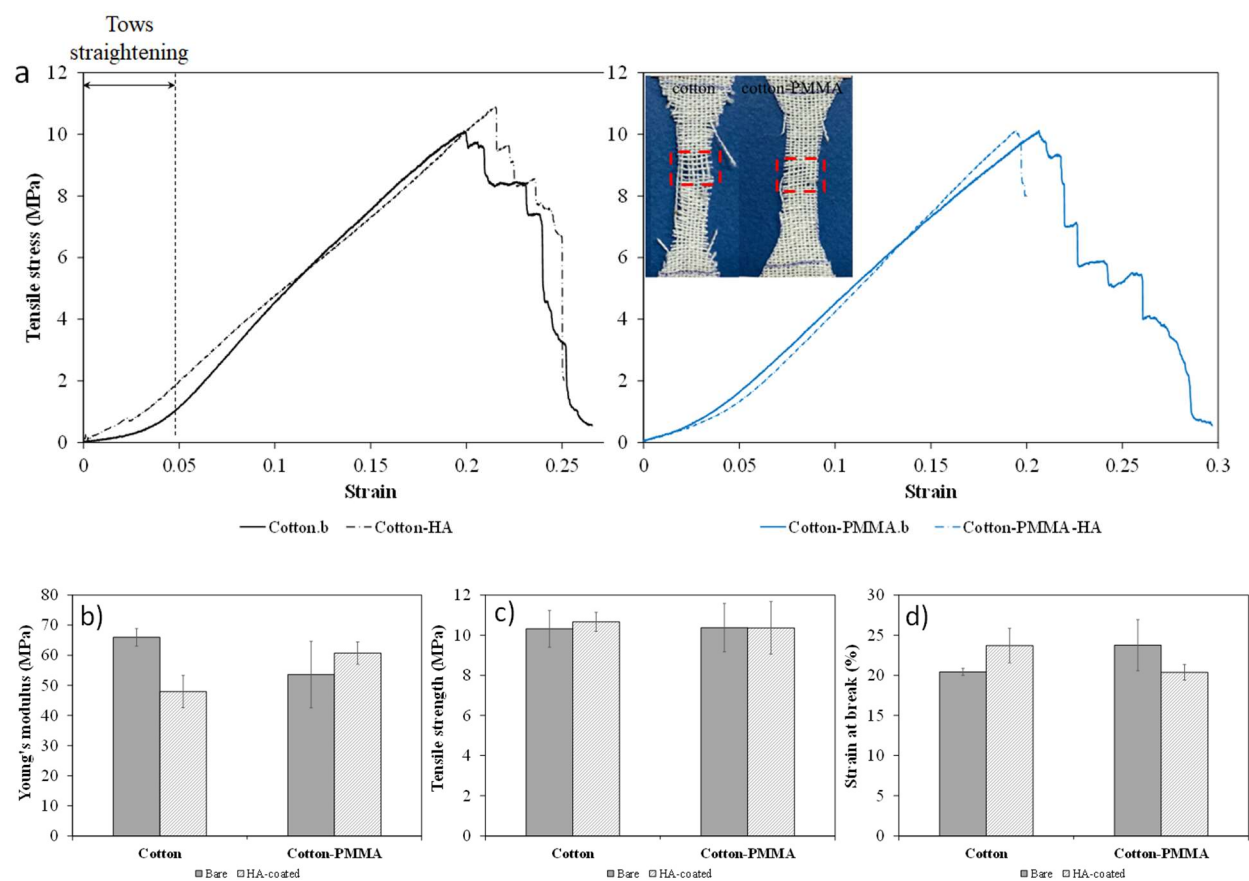 Tows
straightening
a
12
10
8
6
4
2
0
Tensile stress (MPa)
0 0.05 0.1 0.15 0.2 0.25
Strain
Cotton.b Cotton-HA
12
10
8
6
4
2
0
cotton cotton-PMMA
0 0.05 0.1 0.15 0.2 0.25 0.3
Strain
Cotton-PMMA.b Cotton-PMMA-HA
b)
80
70
60
50
40
30
20
10
0
Young's modulus (MPa)
Cotton Cotton-PMMA
Bare HA-coated
c)
12
10
8
6
4
2
0
Tensile strength (MPa)
Cotton Cotton-PMMA
Bare HA-coated
d)
30
25
20
15
10
5
0
Strain at break (%)
Cotton Cotton-PMMA
Bare HA-coated